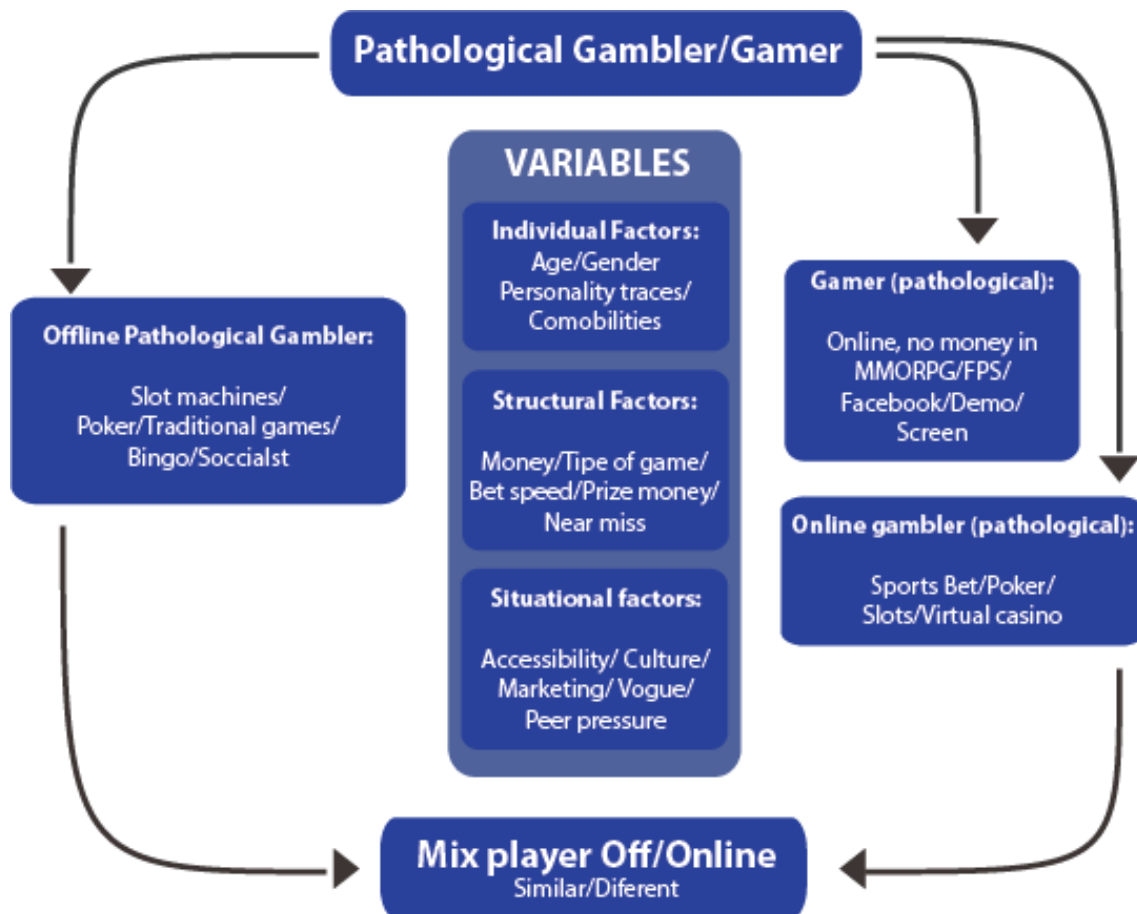 Pathological Gambler/Gamer
VARIABLES
Individual Factors:
Age/Gender
Personality traces/
Comobilities
Structural Factors:
Money/Tipe of game/
Bet speed/Prize money/
Near miss
Situational factors:
Accessibility/ Culture/
Marketing/ Vogue/
Peer pressure
Offline Pathological Gambler:
Slot machines/
Poker/Traditional games/
Bingo/Soccialst
Gamer (pathological):
Online, no money in
MMORPG/FPS/
Facebook/Demo/
Screen
Online gambler (pathological):
Sports Bet/Poker/
Slots/Virtual casino
Mix player Off/Online
Similar/Diferent